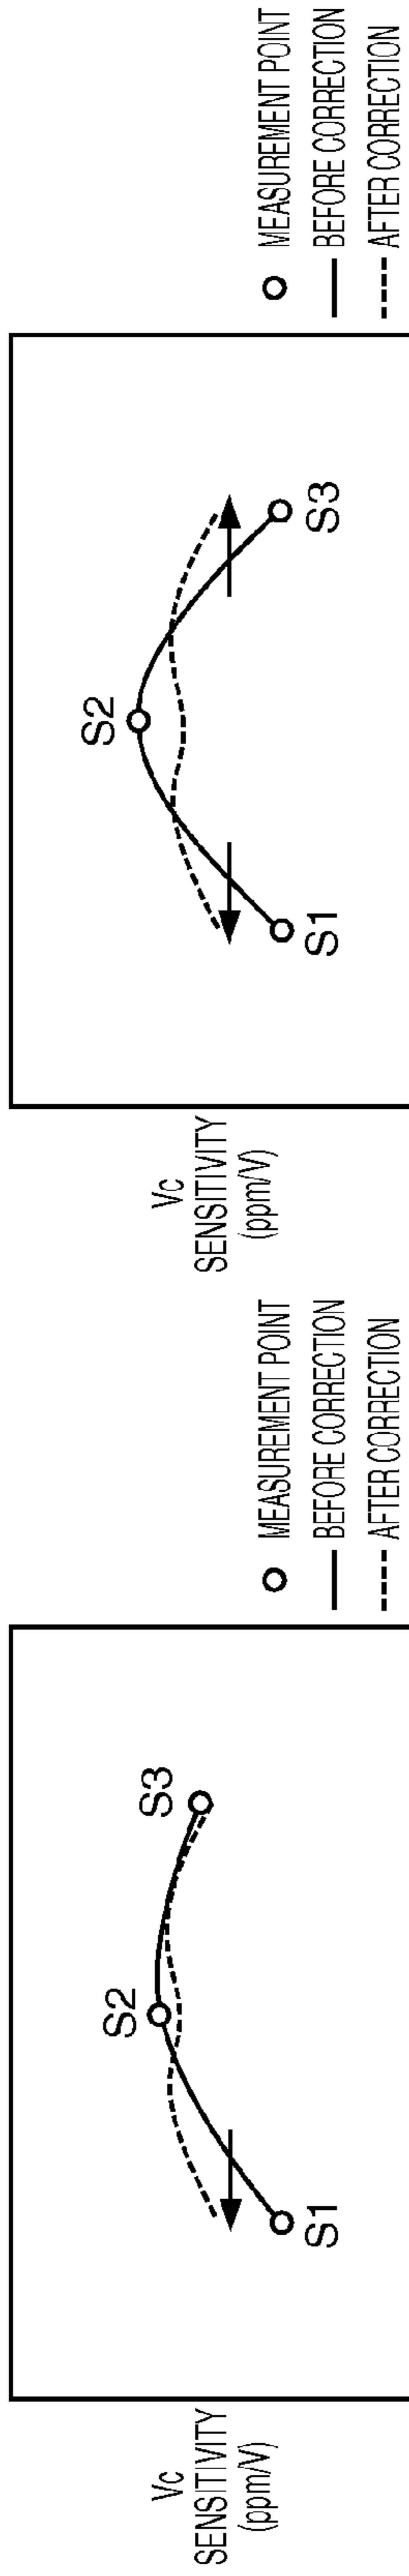 Vc
SENSITIVITY
(ppm/V)
S1
S2
S3
MEASUREMENT POINT
BEFORE CORRECTION
AFTER CORRECTION
Vc
SENSITIVITY
(ppm/V)
S1
S2
S3
MEASUREMENT POINT
BEFORE CORRECTION
AFTER CORRECTION